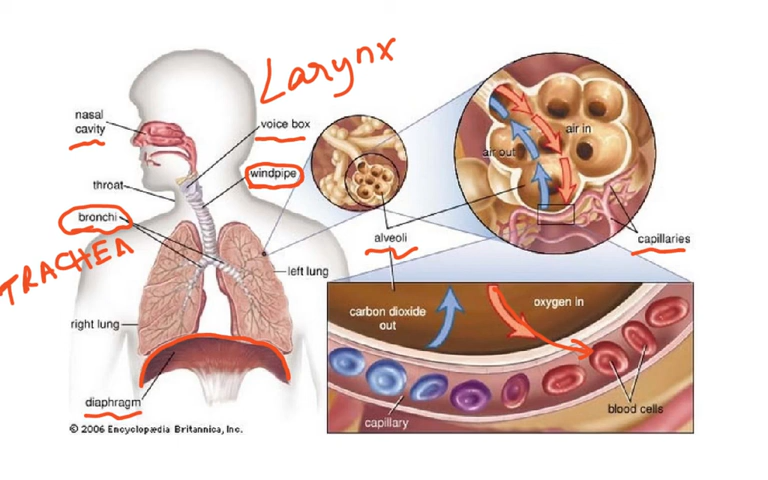 Larynx
nasal
cavity
voice box
windpipe
throat
bronchi
TRACHEA
air in
air out
alveoli
capillaries
left lung
right lung
diaphragm
carbon dioxide
out
oxygen in
capillary
blood cells
© 2006 Encyclopædia Britannica, Inc.